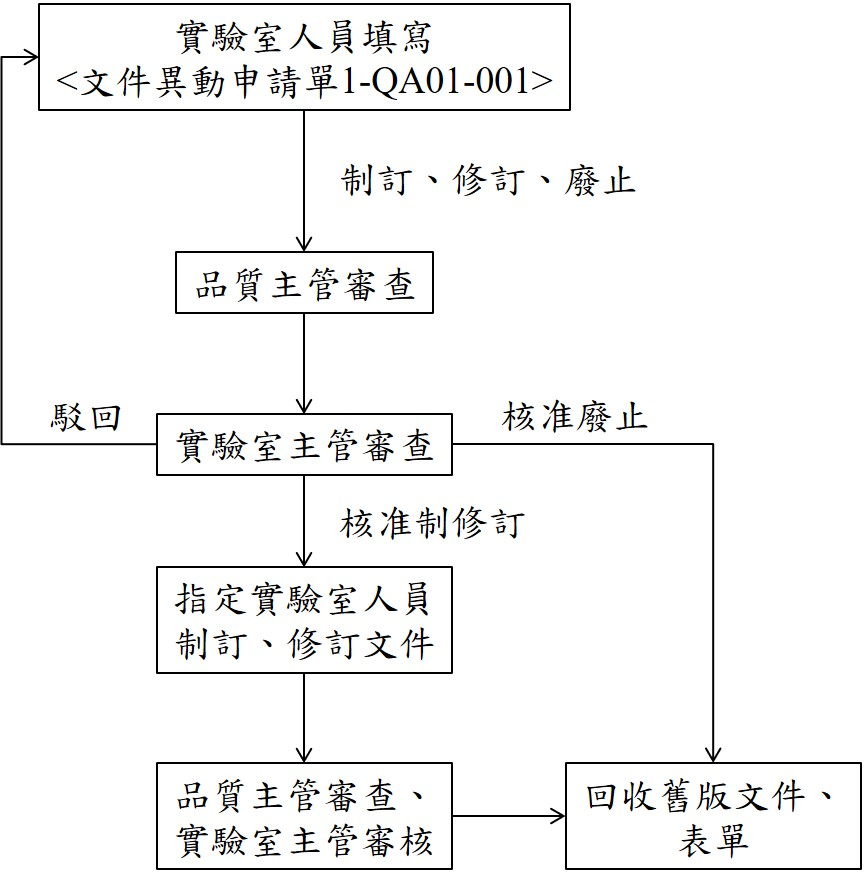 實驗室人員填寫
<文件異動申請單1-QA01-001>
制訂、修訂、廢止
品質主管審查
駁回
核准廢止
實驗室主管審查
核准制修訂
指定實驗室人員
制訂、修訂文件
品質主管審查、
實驗室主管審核
回收舊版文件、
表單